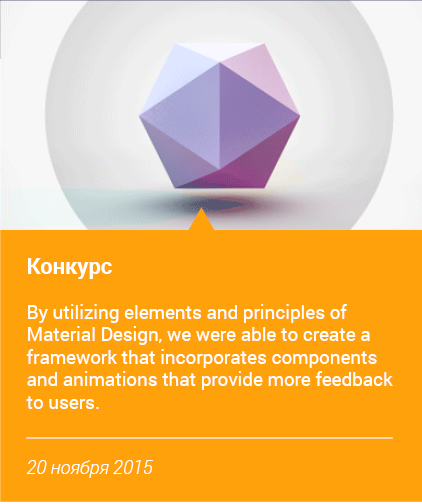 Конкурс
By utilizing elements and principles of
Material Design, we were able to create a
framework that incorporates components
and animations that provide more feedback
to users.
20 ноября 2015